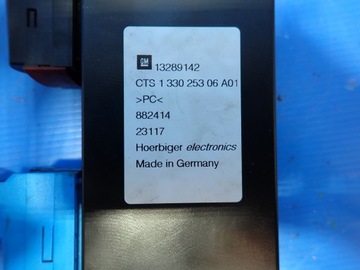 GM 13289142
CTS 1 330 253 06 A01
>PC<
882414
23117
Hoerbiger electronics
Made in Germany